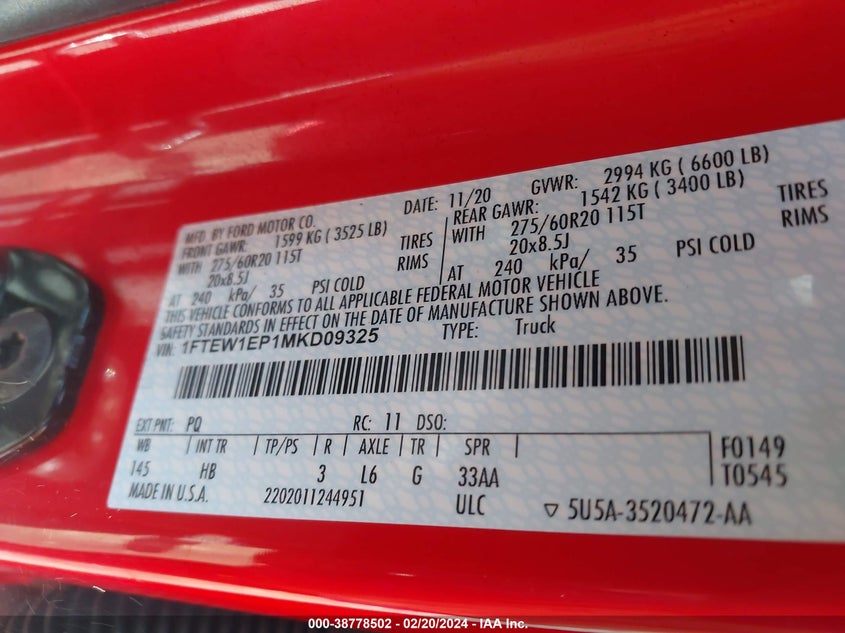 MFD. BY FORD MOTOR CO.
DATE: 11/20 GVWR: 2994 KG ( 6600 LB)
FRONT GAWR: 1599 KG ( 3525 LB)
REAR GAWR: 1542 KG ( 3400 LB)
WITH 275/60R20 115T TIRES
WITH 275/60R20 115T TIRES
20x8.5J RIMS
20x8.5J RIMS
AT 240 kPa/ 35 PSI COLD
AT 240 kPa/ 35 PSI COLD
THIS VEHICLE CONFORMS TO ALL APPLICABLE FEDERAL MOTOR VEHICLE
SAFETY STANDARDS IN EFFECT ON THE DATE OF MANUFACTURE SHOWN ABOVE.
VIN: 1FTEW1EP1MKD09325 TYPE: Truck
EXT PNT: PQ RC: 11 DSO:
WB INT TR TP/PS R AXLE TR SPR F0149
145 HB 3 L6 G 33AA T0545
MADE IN U.S.A. 2202011244951 ULC ▽ 5U5A-3520472-AA
000-38778502 - 02/20/2024 - IAA Inc.